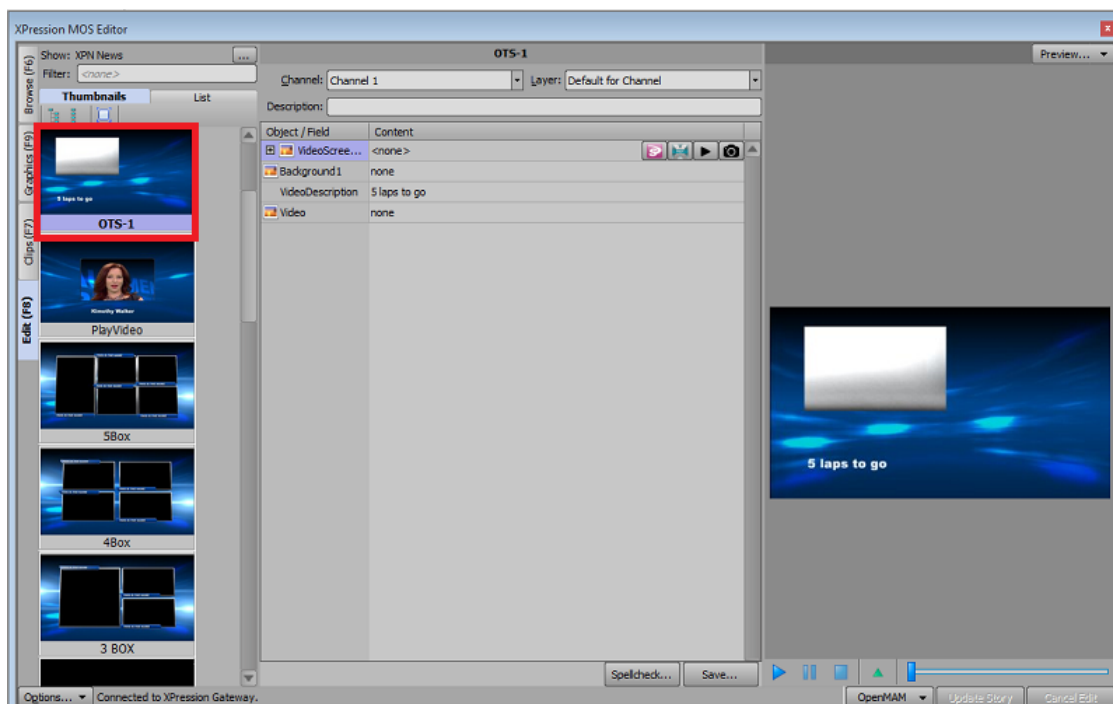 XPression MOS Editor
Show: XPN News
...
OTS-1
Preview...
Browse (F6)
Graphics (F9)
Clips (F7)
Edit (F8)
Filter: <none>
Thumbnails
List
Channel: Channel 1
Layer: Default for Channel
Description:
Object / Field
Content
VideoScree...
<none>
Background1
none
VideoDescription
5 laps to go
Video
none
5 laps to go
OTS-1
PlayVideo
5Box
4Box
3 BOX
5 laps to go
Spellcheck...
Save...
Options...
Connected to XPression Gateway.
OpenMAM
Update Story
Cancel Edit